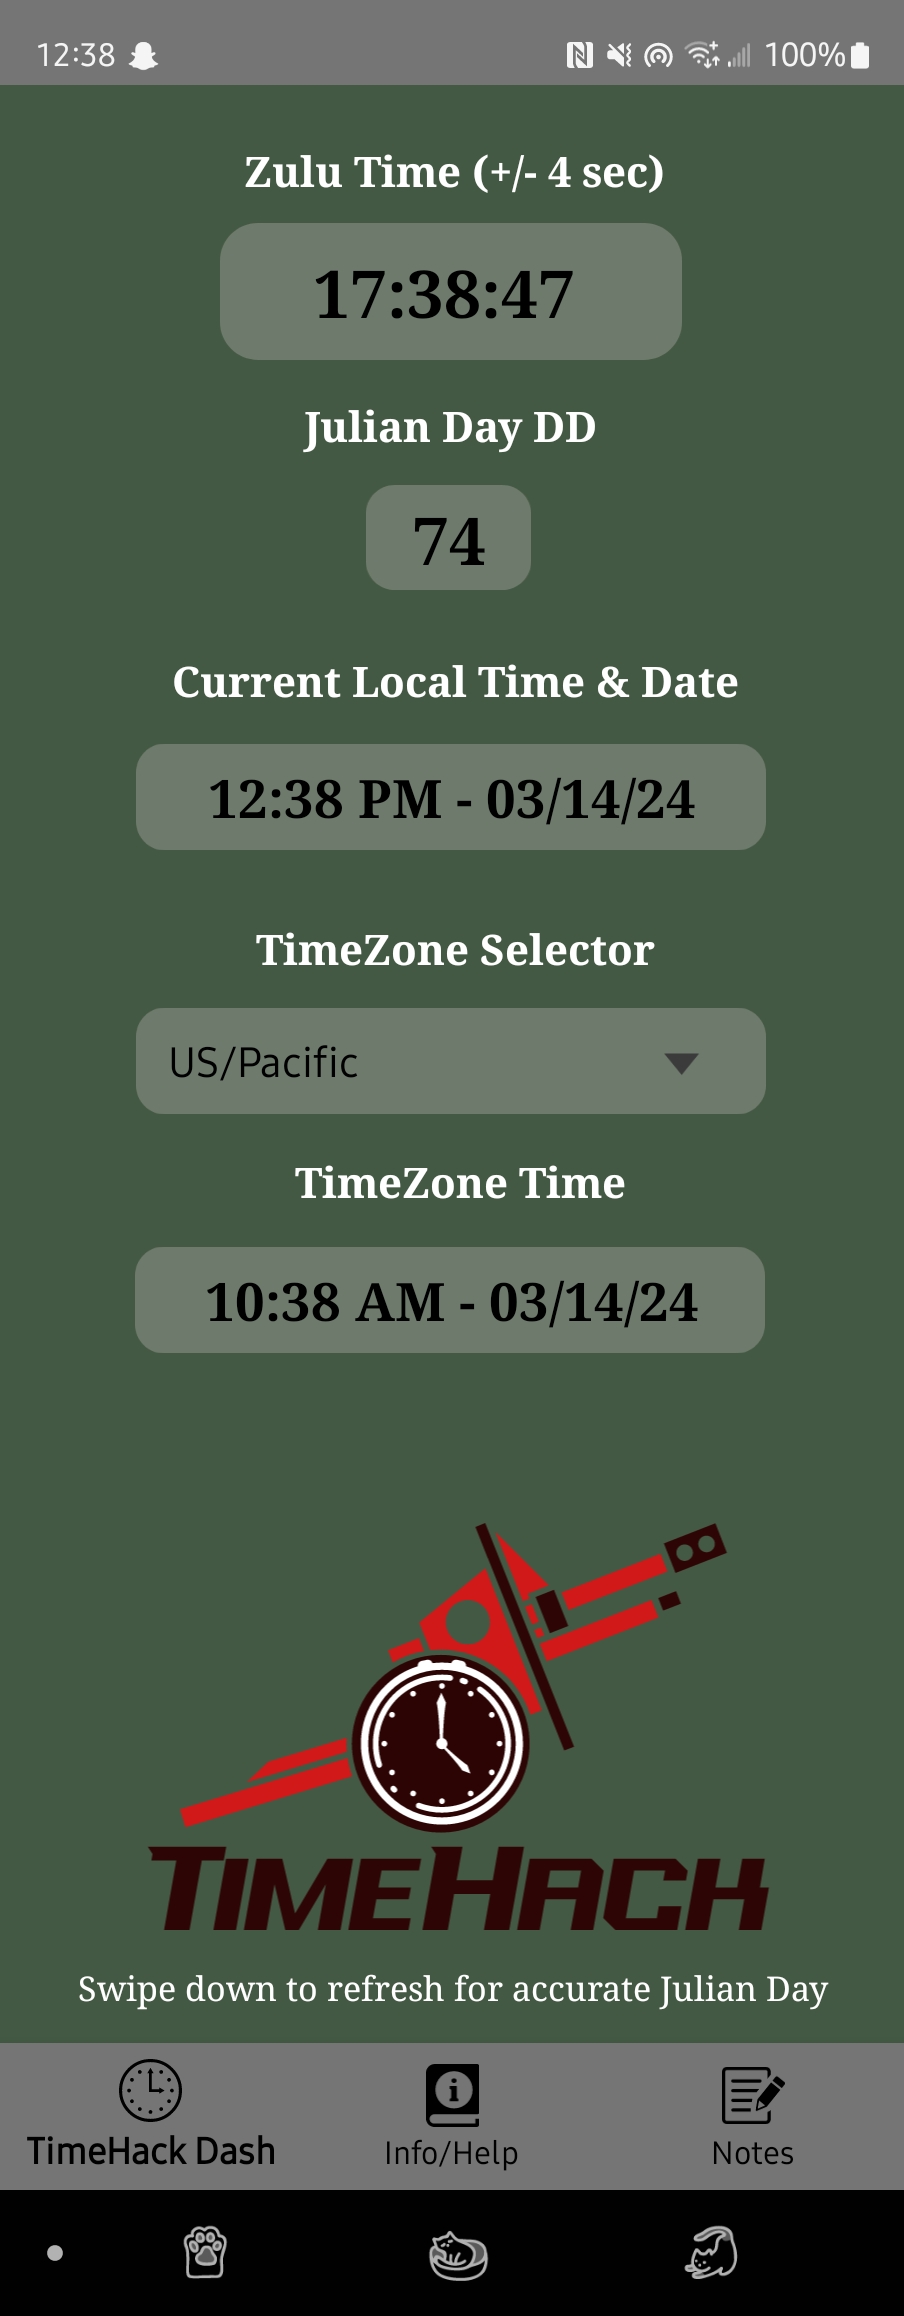 12:38 100%
Zulu Time (+/- 4 sec)
17:38:47
Julian Day DD
74
Current Local Time & Date
12:38 PM - 03/14/24
TimeZone Selector
US/Pacific
TimeZone Time
10:38 AM - 03/14/24
TIMEHACK
Swipe down to refresh for accurate Julian Day
TimeHack Dash Info/Help Notes